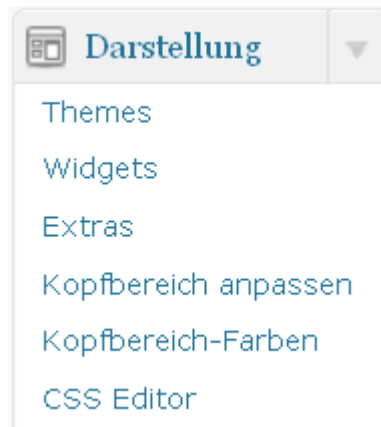 Darstellung
Themes
Widgets
Extras
Kopfbereich anpassen
Kopfbereich-Farben
CSS Editor